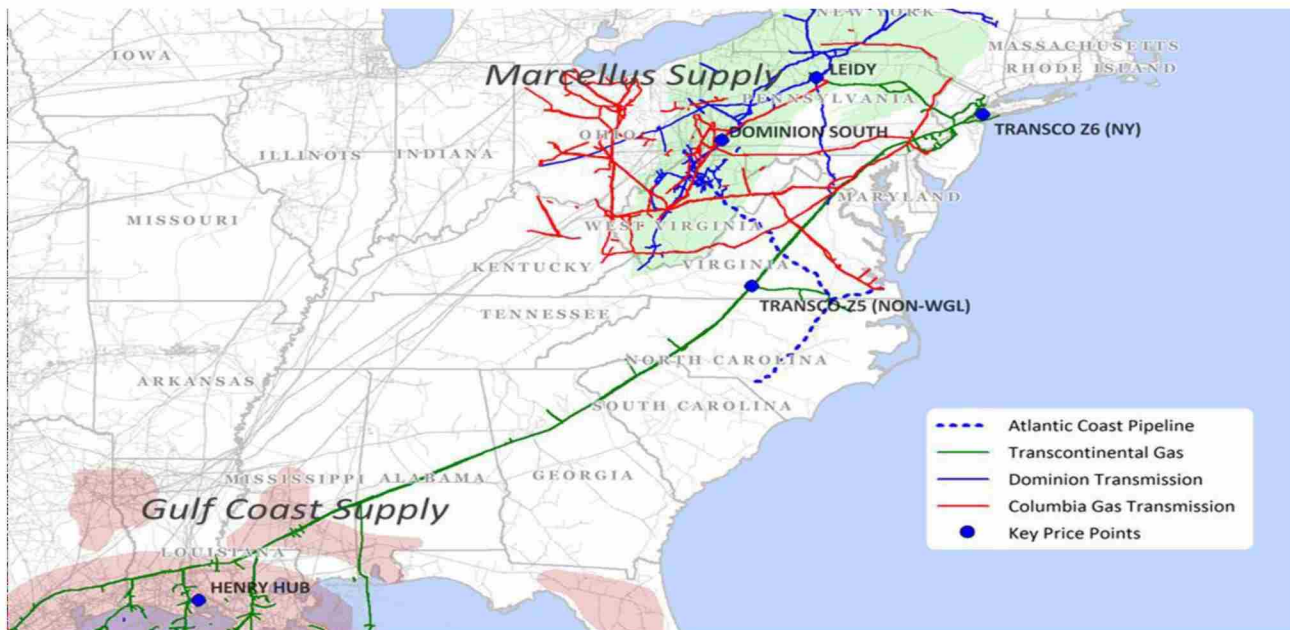 NEW YORK
IOWA
MASSACHUSETTS
RHODE ISLAND
Marcellus Supply
LEIDY
PENNSYLVANIA
OHIO
DOMINION SOUTH
TRANSCO Z6 (NY)
ILLINOIS
INDIANA
MARYLAND
MISSOURI
WEST VIRGINIA
KENTUCKY
VIRGINIA
TRANSCO Z5 (NON-WGL)
TENNESSEE
NORTH CAROLINA
ARKANSAS
SOUTH CAROLINA
MISSISSIPPI
ALABAMA
GEORGIA
Gulf Coast Supply
LOUISIANA
HENRY HUB
Atlantic Coast Pipeline
Transcontinental Gas
Dominion Transmission
Columbia Gas Transmission
Key Price Points